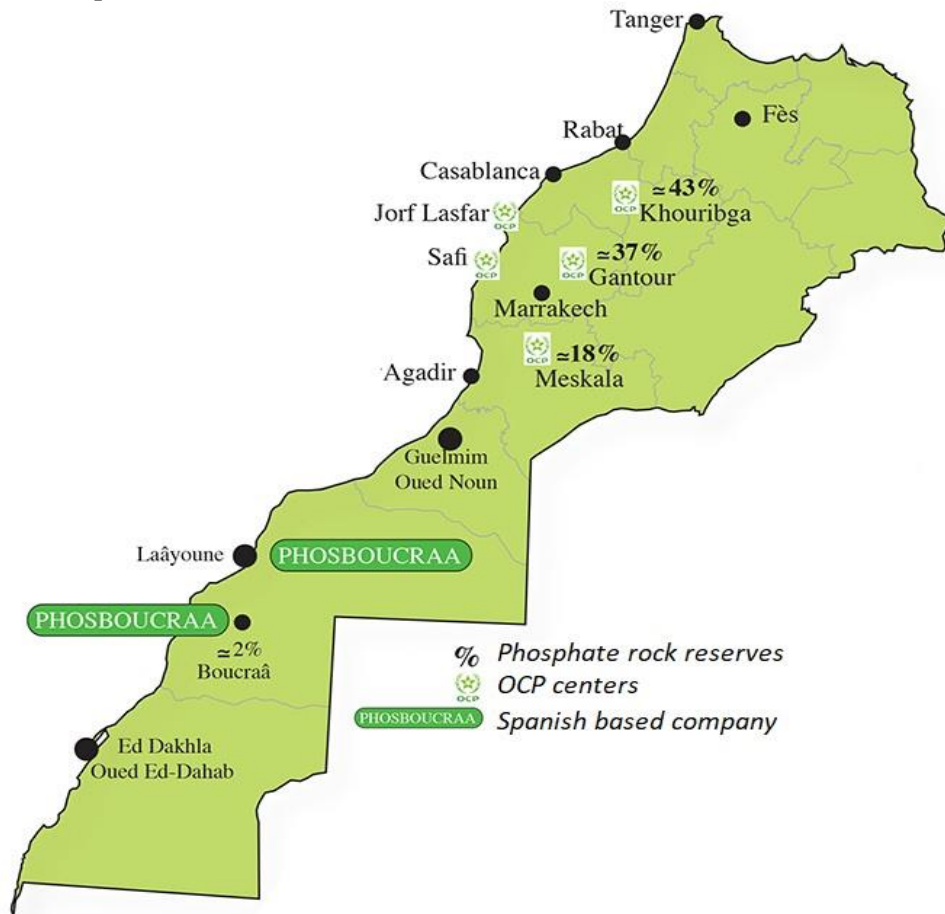 Tanger
Fès
Rabat
Casablanca
≃43%
Khouribga
Jorf Lasfar
OCP
OCP
Safi
OCP
≃37%
Gantour
OCP
Marrakech
≃18%
Meskala
OCP
Agadir
Guelmim
Oued Noun
Laâyoune
PHOSBOUCRAA
PHOSBOUCRAA
≃2%
Boucraâ
% Phosphate rock reserves
OCP centers
OCP
PHOSBOUCRAA Spanish based company
Ed Dakhla
Oued Ed-Dahab